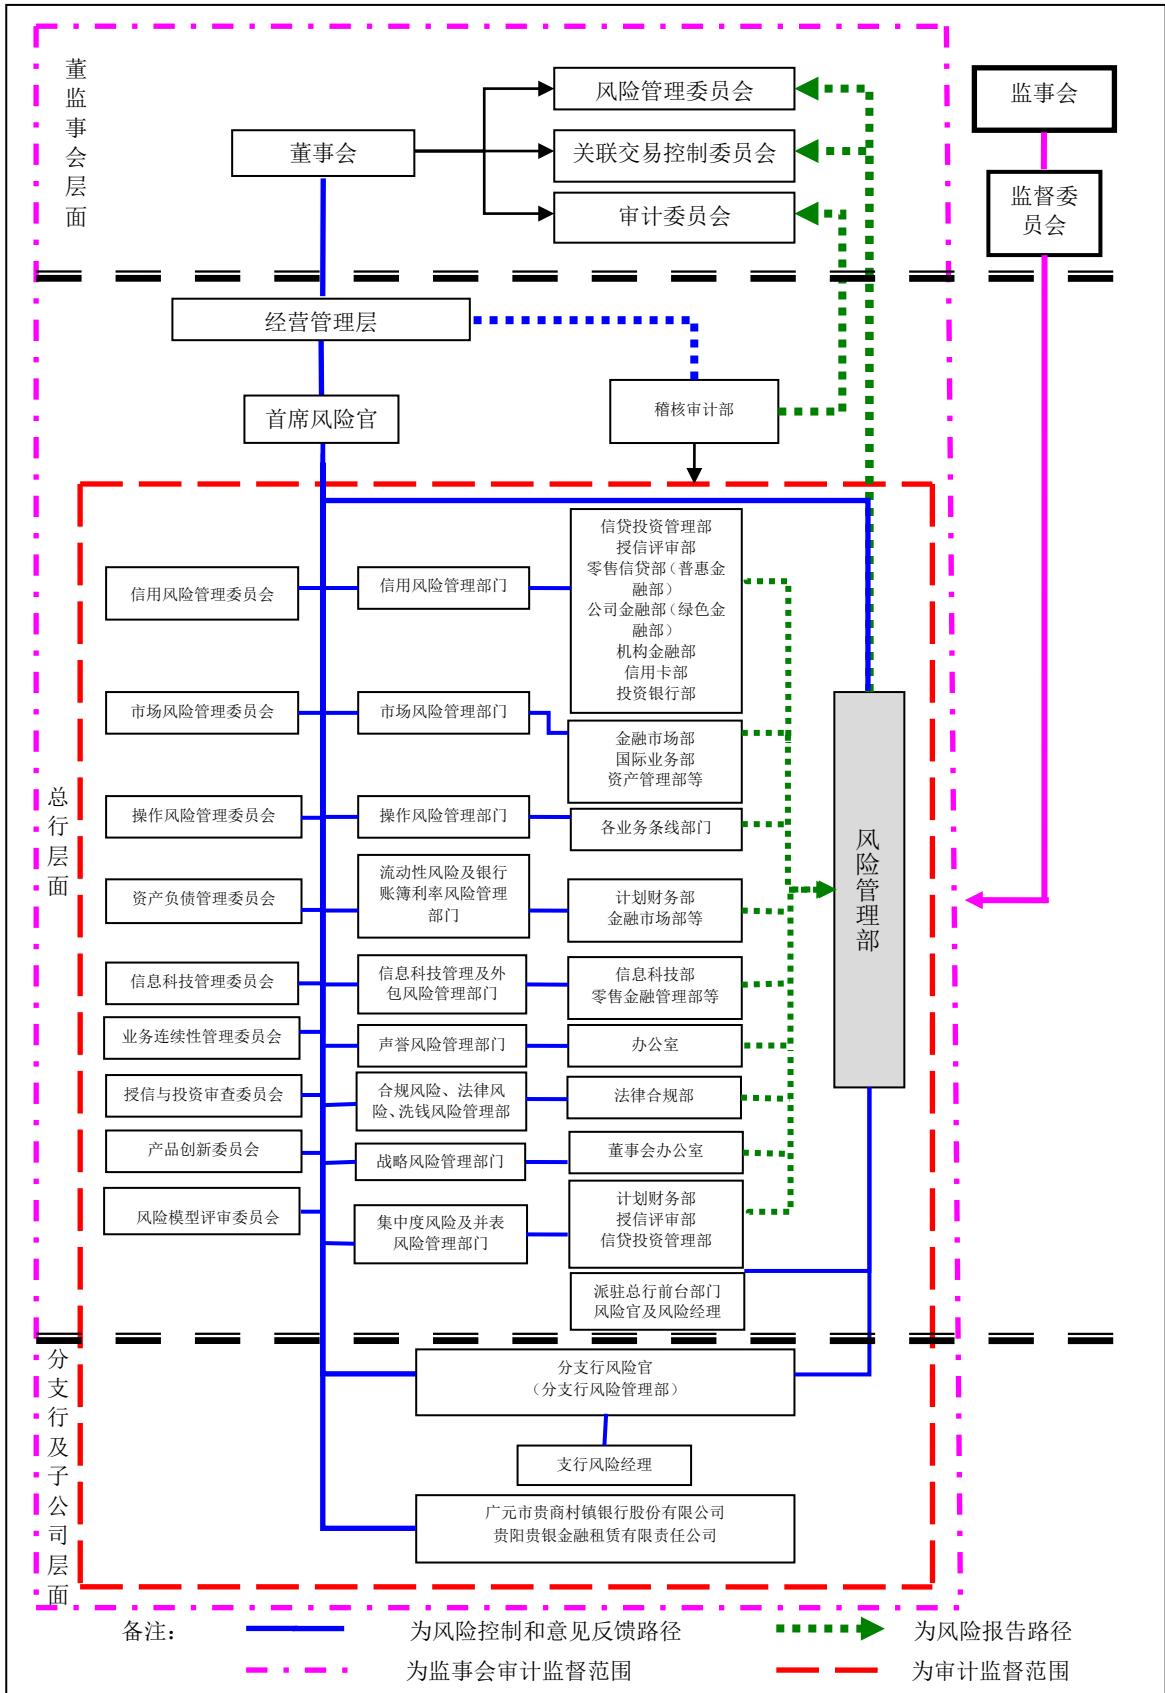 董监事会层面
风险管理委员会
监事会
董事会
关联交易控制委员会
审计委员会
监督委
员会
经营管理层
首席风险官
稽核审计部
总行层面
信用风险管理委员会
信用风险管理部门
信贷投资管理部
授信评审部
零售信贷部（普惠金
融部）
公司金融部（绿色金
融部）
机构金融部
信用卡部
投资银行部
市场风险管理委员会
市场风险管理部门
金融市场部
国际业务部
资产管理部等
操作风险管理委员会
操作风险管理部门
各业务条线部门
风险管理部
资产负债管理委员会
流动性风险及银行
账簿利率风险管理
部门
计划财务部
金融市场部等
信息科技管理委员会
信息科技管理及外
包风险管理部门
信息科技部
零售金融管理部等
业务连续性管理委员会
声誉风险管理部门
办公室
授信与投资审查委员会
合规风险、法律风
险、洗钱风险管理部
法律合规部
产品创新委员会
战略风险管理部门
董事会办公室
风险模型评审委员会
集中度风险及并表
风险管理部门
计划财务部
授信评审部
信贷投资管理部
派驻总行前台部门
风险官及风险经理
分支行及子公司层面
分支行风险官
（分支行风险管理部）
支行风险经理
广元市贵商村镇银行股份有限公司
贵阳贵银金融租赁有限责任公司
备注：
为风险控制和意见反馈路径
为风险报告路径
为监事会审计监督范围
为审计监督范围